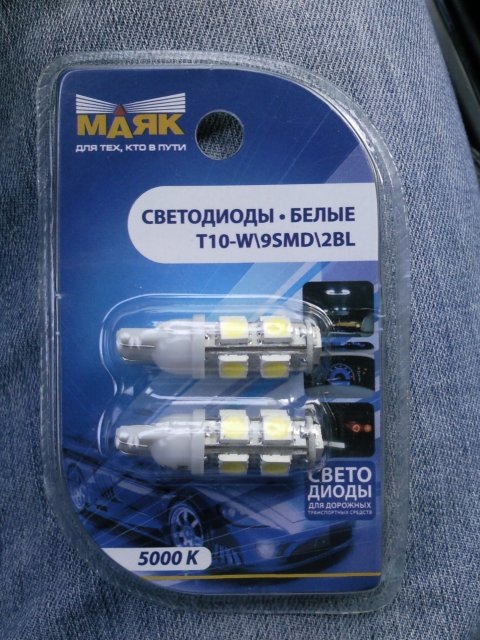 МАЯК
ДЛЯ ТЕХ, КТО В ПУТИ
СВЕТОДИОДЫ • БЕЛЫЕ
T10-W\9SMD\2BL
СВЕТО
ДИОДЫ
ДЛЯ ДОРОЖНЫХ
ТРАНСПОРТНЫХ СРЕДСТВ
5000 K